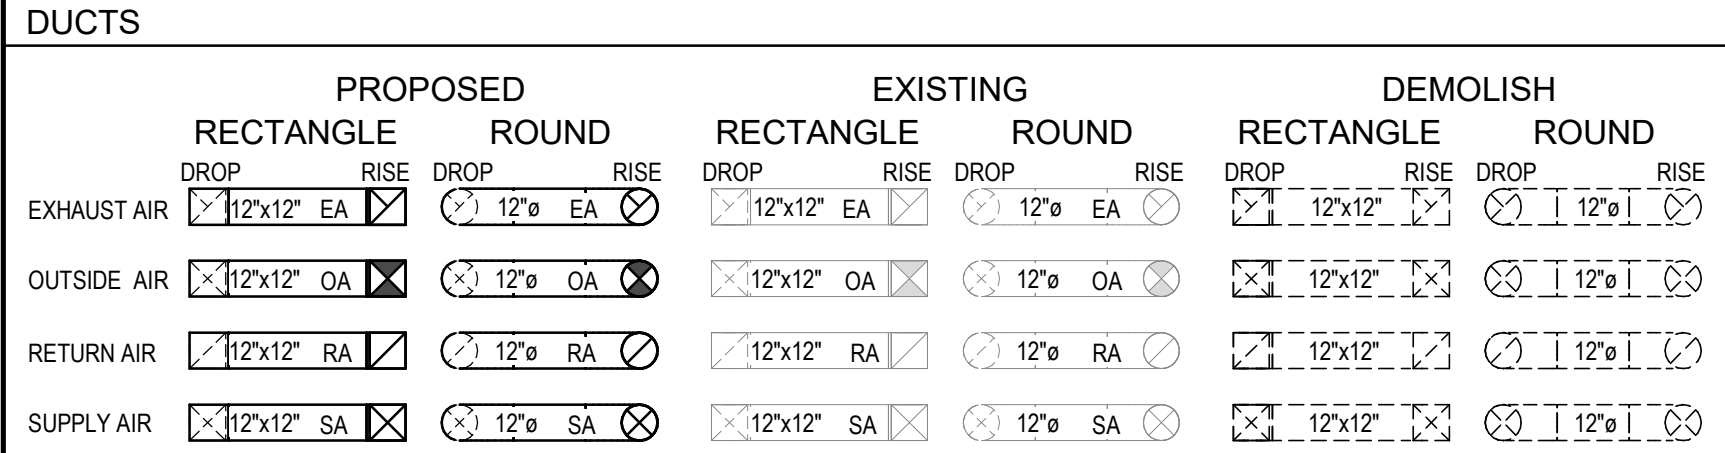 DUCTS
PROPOSED EXISTING DEMOLISH
RECTANGLE ROUND RECTANGLE ROUND RECTANGLE ROUND
DROP RISE DROP RISE DROP RISE DROP RISE DROP RISE DROP RISE
EXHAUST AIR 12"x12" EA 12"ø EA 12"x12" EA 12"ø EA 12"x12" 12"ø
OUTSIDE AIR 12"x12" OA 12"ø OA 12"x12" OA 12"ø OA 12"x12" 12"ø
RETURN AIR 12"x12" RA 12"ø RA 12"x12" RA 12"ø RA 12"x12" 12"ø
SUPPLY AIR 12"x12" SA 12"ø SA 12"x12" SA 12"ø SA 12"x12" 12"ø